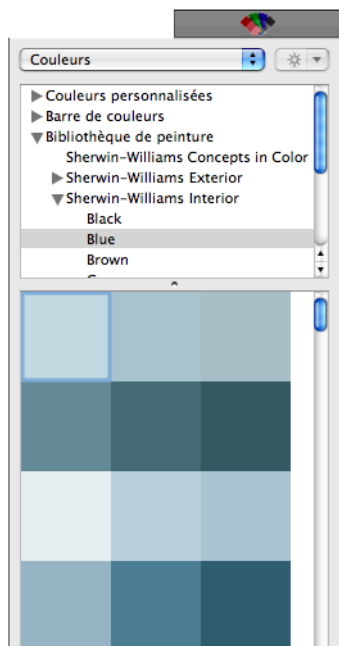 Couleurs
Couleurs personnalisées
Barre de couleurs
Bibliothèque de peinture
Sherwin-Williams Concepts in Color
Sherwin-Williams Exterior
Sherwin-Williams Interior
Black
Blue
Brown